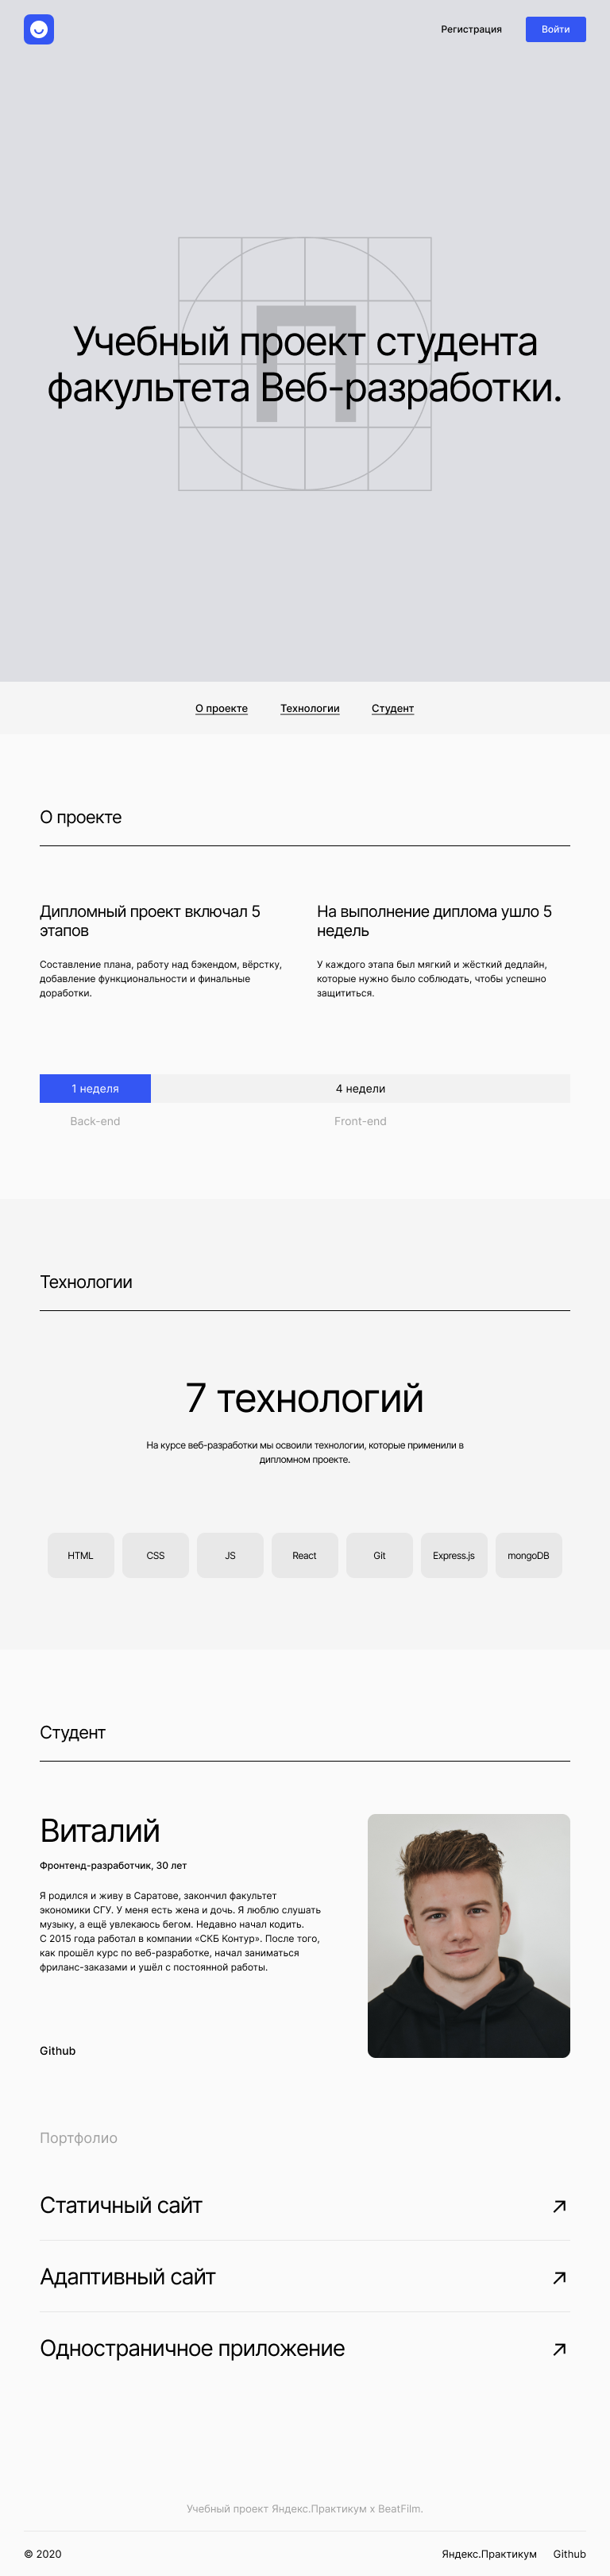 Регистрация
Войти
П
Учебный проект студента
факультета Веб-разработки.
О проекте
Технологии
Студент
О проекте
Дипломный проект включал 5
этапов
Составление плана, работу над бэкендом, вёрстку,
добавление функциональности и финальные
доработки.
На выполнение диплома ушло 5
недель
У каждого этапа был мягкий и жёсткий дедлайн,
которые нужно было соблюдать, чтобы успешно
защититься.
1 неделя
4 недели
Back-end
Front-end
Технологии
7 технологий
На курсе веб-разработки мы освоили технологии, которые применили в
дипломном проекте.
HTML
CSS
JS
React
Git
Express.js
mongoDB
Студент
Виталий
Фронтенд-разработчик, 30 лет
Я родился и живу в Саратове, закончил факультет
экономики СГУ. У меня есть жена и дочь. Я люблю слушать
музыку, а ещё увлекаюсь бегом. Недавно начал кодить.
С 2015 года работал в компании «СКБ Контур». После того,
как прошёл курс по веб-разработке, начал заниматься
фриланс-заказами и ушёл с постоянной работы.
Github
Портфолио
Статичный сайт
Адаптивный сайт
Одностраничное приложение
Учебный проект Яндекс.Практикум x BeatFilm.
© 2020
Яндекс.Практикум
Github